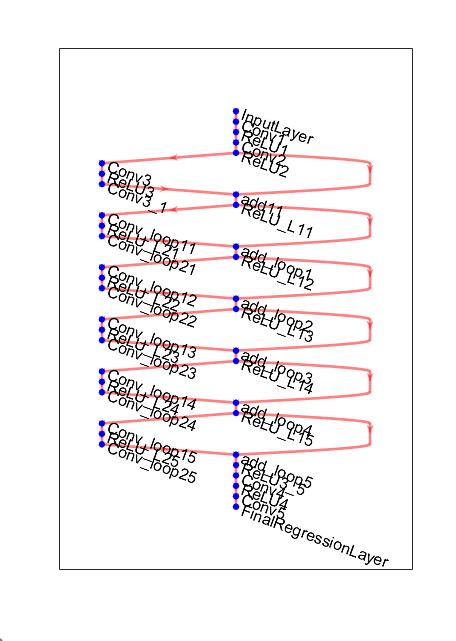 InputLayer
Conv1
ReLU1
Conv2
ReLU2
Conv3
ReLU3
Conv3_1
add11
ReLU_L11
Conv_loop11
ReLU_L21
Conv_loop21
add_loop1
ReLU_L12
Conv_loop12
ReLU_L22
Conv_loop22
add_loop2
ReLU_L13
Conv_loop13
ReLU_L23
Conv_loop23
add_loop3
ReLU_L14
Conv_loop14
ReLU_L24
Conv_loop24
add_loop4
ReLU_L15
Conv_loop15
ReLU_L25
Conv_loop25
add_loop5
ReLU3_5
Conv4
ReLU4
Conv5
FinalRegressionLayer